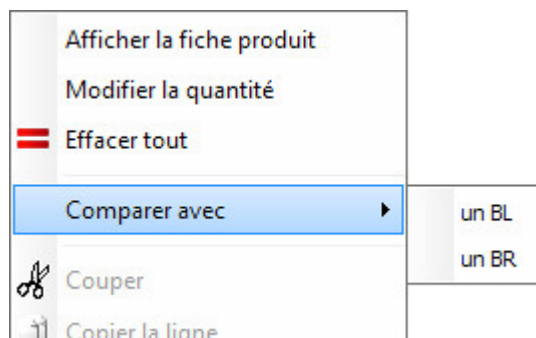 Afficher la fiche produit
Modifier la quantité
Effacer tout
Comparer avec
un BL
un BR
Couper
Copier la ligne